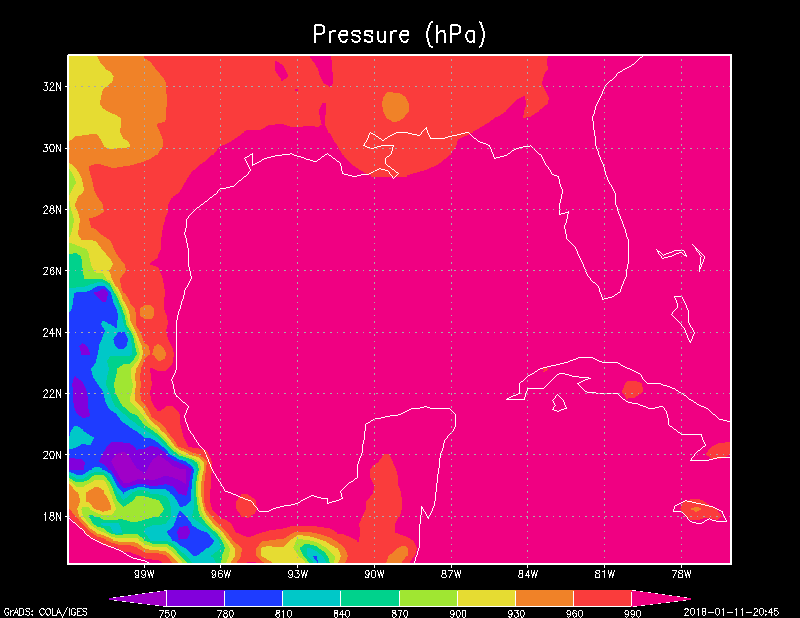 Pressure (hPa)
32N
30N
28N
26N
24N
22N
20N
18N
99W 96W 93W 90W 87W 84W 81W 78W
750 780 810 840 870 900 930 960 990
GrADS: COLA/IGES 2018-01-11-20:45